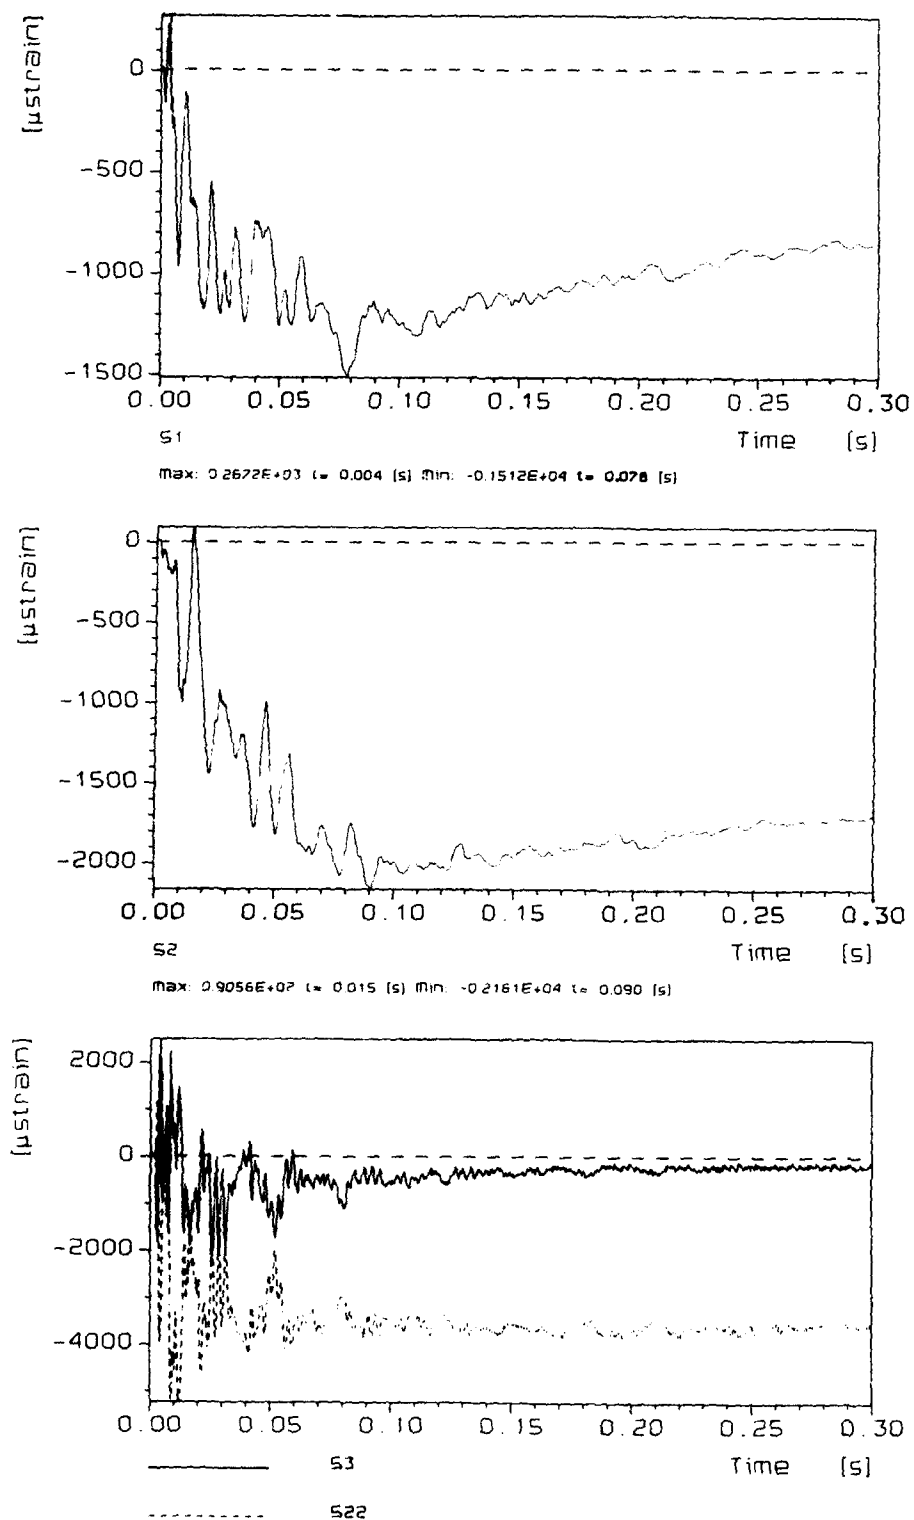 [µstrain]
0
-500
-1000
-1500
0.00 0.05 0.10 0.15 0.20 0.25 0.30
S1 Time [s]
Max: 0.2672E+03 t= 0.004 [s] Min: -0.1512E+04 t= 0.078 [s]
[µstrain]
0
-500
-1000
-1500
-2000
0.00 0.05 0.10 0.15 0.20 0.25 0.30
S2 Time [s]
Max: 0.9056E+02 t= 0.015 [s] Min: -0.2161E+04 t= 0.090 [s]
[µstrain]
2000
0
-2000
-4000
0.00 0.05 0.10 0.15 0.20 0.25 0.30
S3 Time [s]
S22